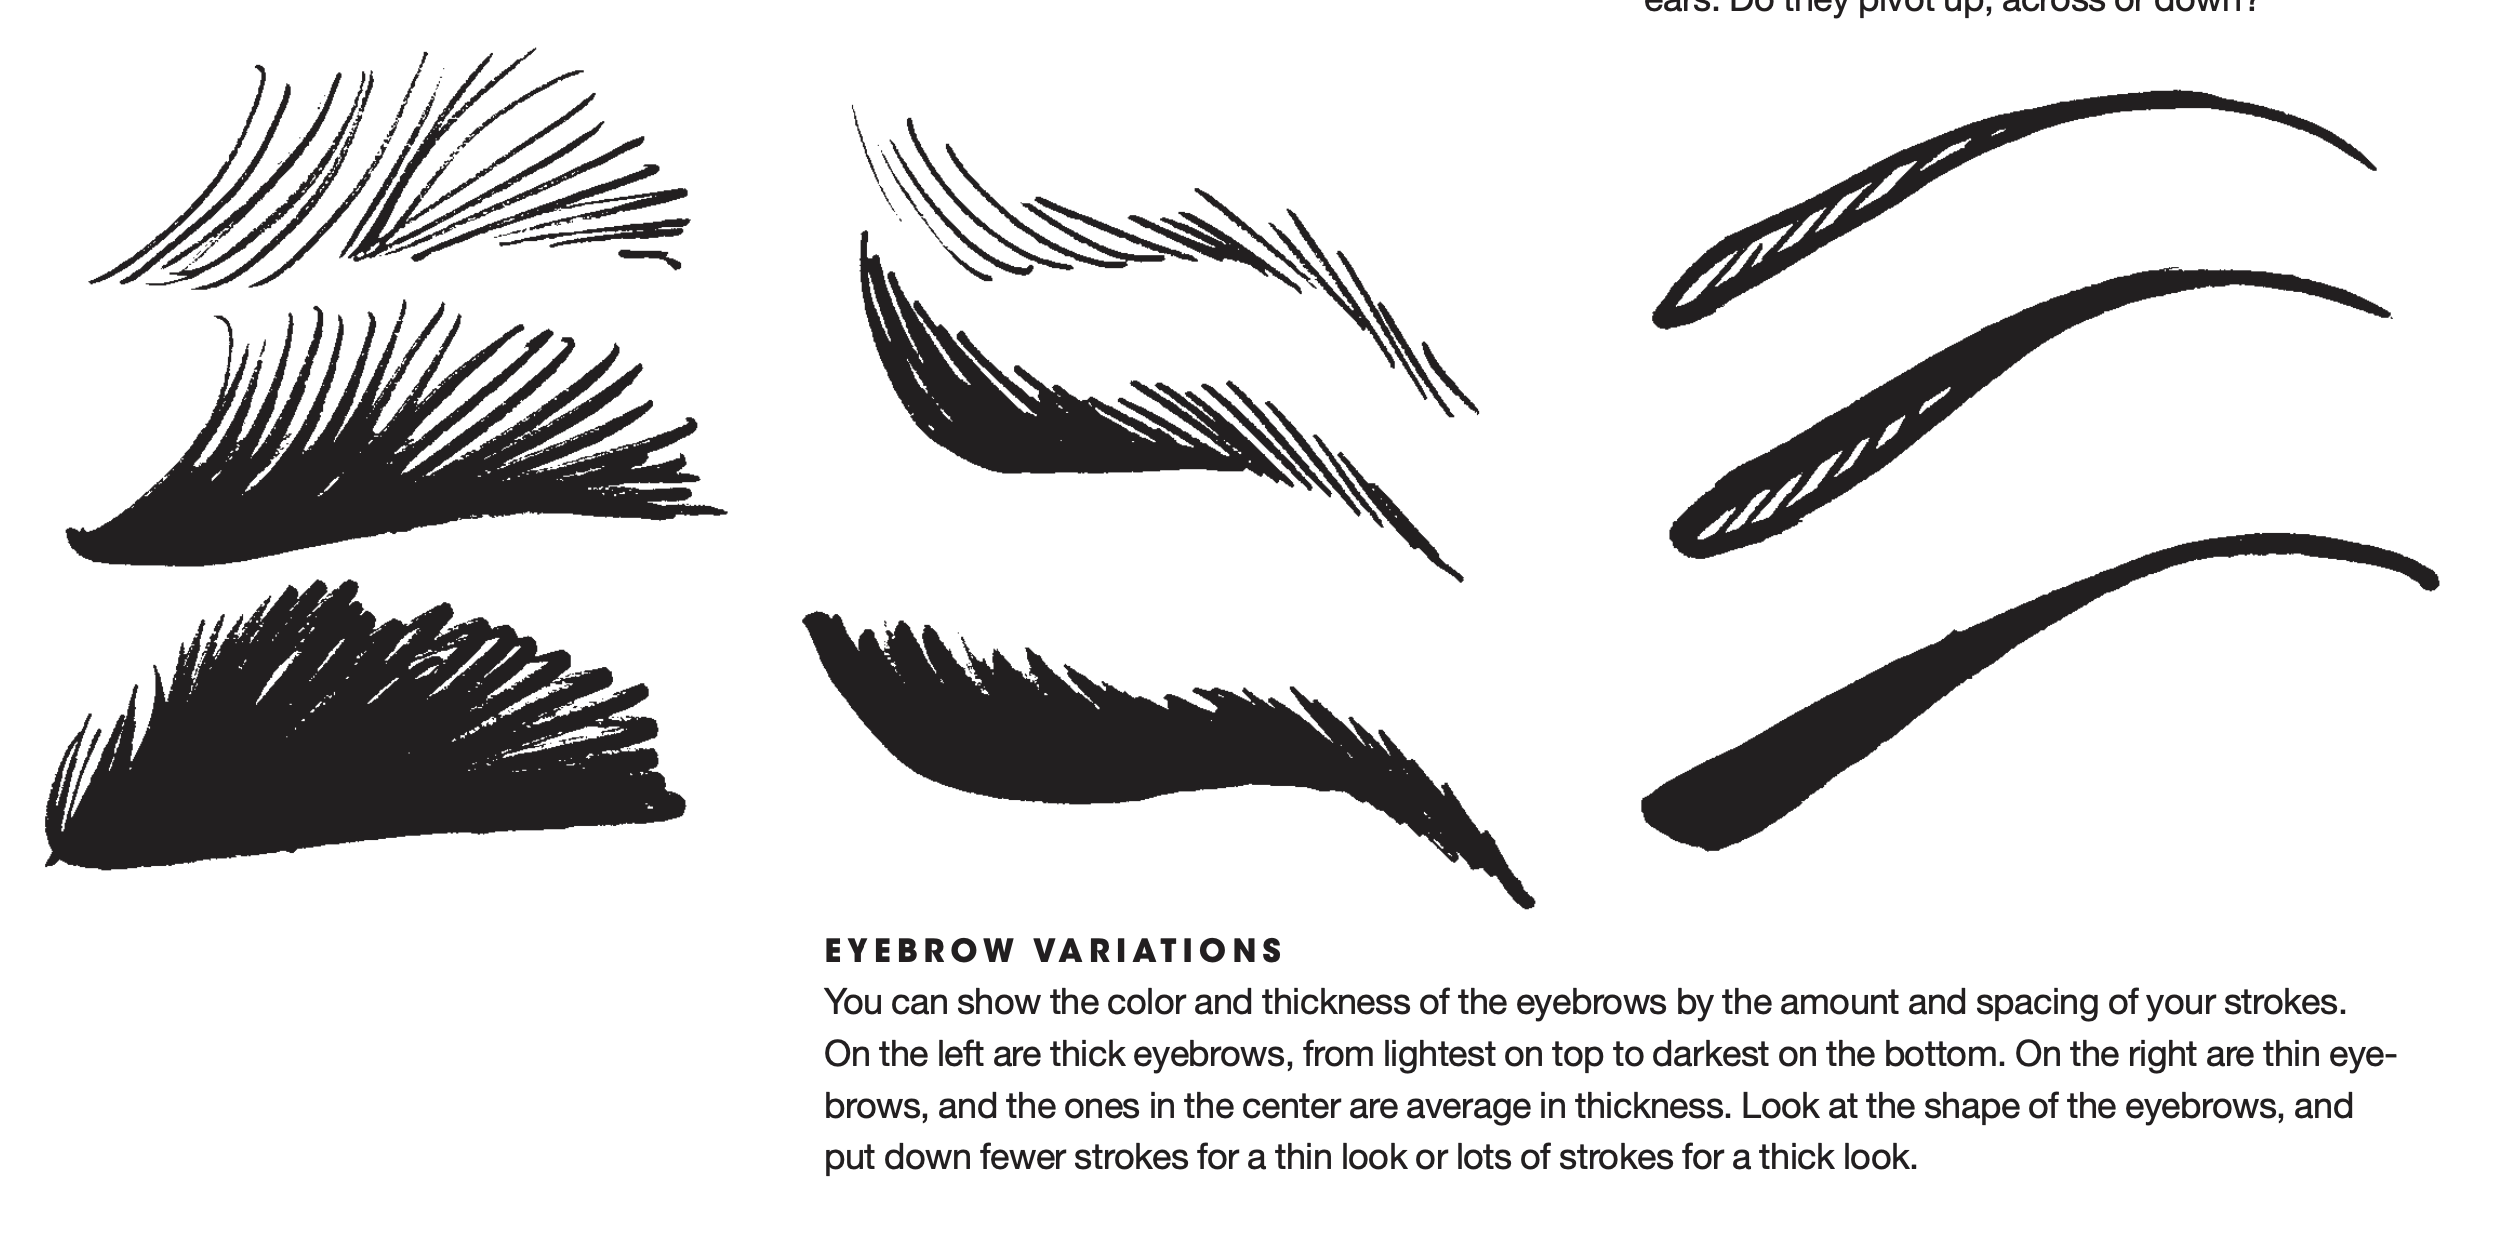 ears. Do they pivot up, across or down?
EYEBROW VARIATIONS
You can show the color and thickness of the eyebrows by the amount and spacing of your strokes.
On the left are thick eyebrows, from lightest on top to darkest on the bottom. On the right are thin eye-
brows, and the ones in the center are average in thickness. Look at the shape of the eyebrows, and
put down fewer strokes for a thin look or lots of strokes for a thick look.